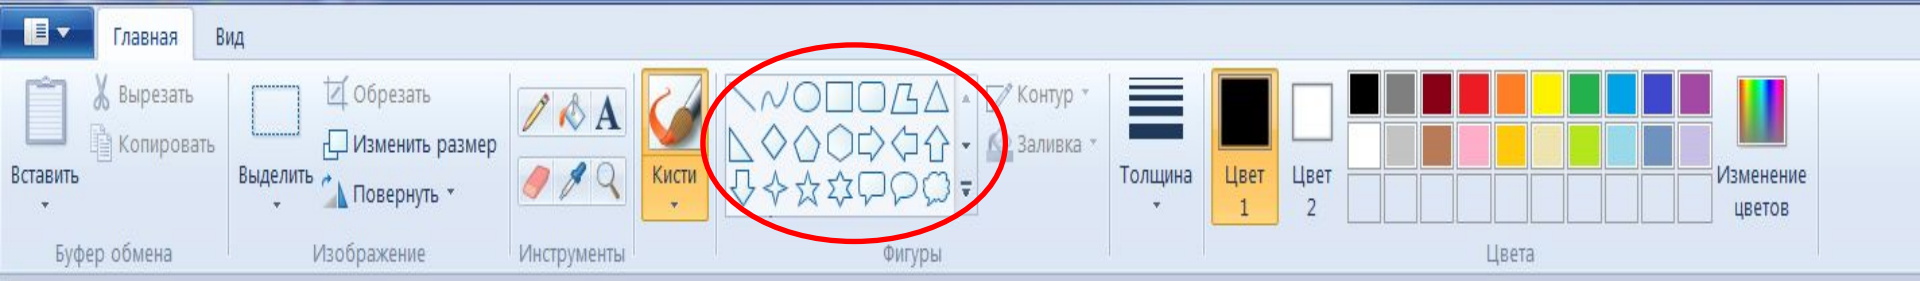 Главная Вид
Вставить
Вырезать
Копировать
Буфер обмена
Выделить
Обрезать
Изменить размер
Повернуть
Изображение
A
Инструменты
Кисти
Контур
Заливка
Фигуры
Толщина
Цвет
1
Цвет
2
Изменение
цветов
Цвета